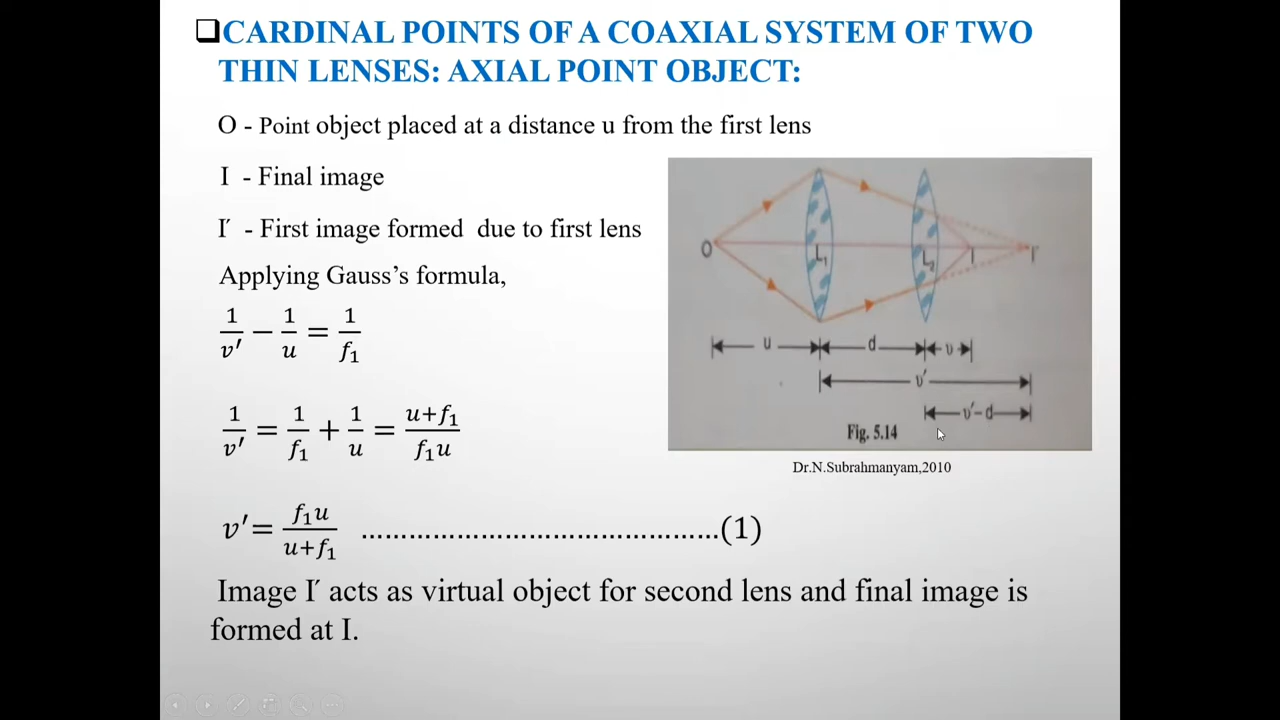 ❑CARDINAL POINTS OF A COAXIAL SYSTEM OF TWO
THIN LENSES: AXIAL POINT OBJECT:
O - Point object placed at a distance u from the first lens
I - Final image
I′ - First image formed due to first lens
Applying Gauss’s formula,
1/v′ − 1/u = 1/f₁
1/v′ = 1/f₁ + 1/u = u+f₁/f₁u
v′= f₁u/u+f₁ ………………………………………(1)
Image I′ acts as virtual object for second lens and final image is
formed at I.
O L₁ L₂ I I′
u d υ
υ′
υ′–d
Fig. 5.14
Dr.N.Subrahmanyam,2010